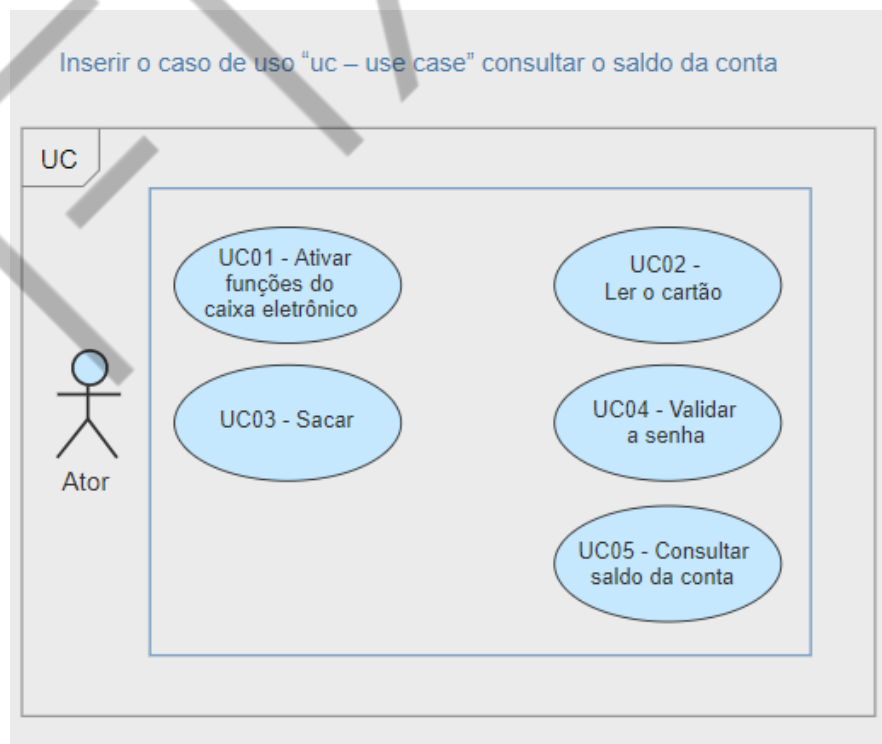 Inserir o caso de uso “uc – use case” consultar o saldo da conta
UC
UC01 - Ativar
funções do
caixa eletrônico
UC02 -
Ler o cartão
UC03 - Sacar
UC04 - Validar
a senha
Ator
UC05 - Consultar
saldo da conta